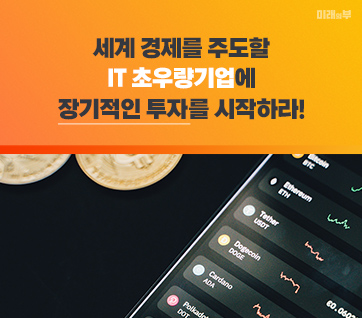 미래의부
세계 경제를 주도할
IT 초우량기업에
장기적인 투자를 시작하라!
Bitcoin
BTC
Ethereum
ETH
Tether
USDT
Dogecoin
DOGE
Cardano
ADA
Polkadot
DOT